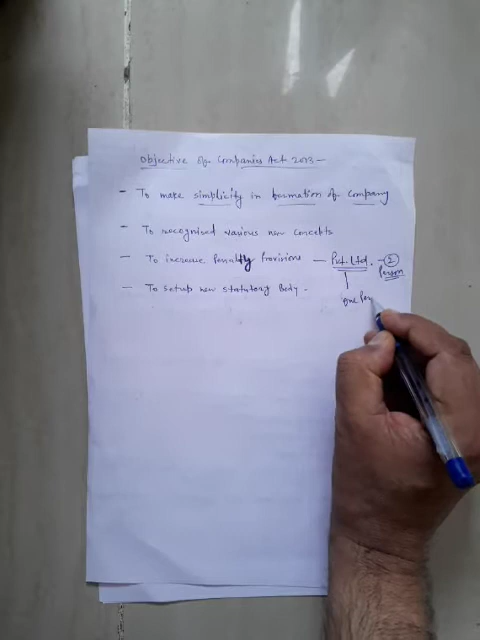 Objective of Companies Act 2013 -
- To make simplicity in formation of Company
- To recognised various new concepts
- To increase Penalty Provisions - Pvt. Ltd. - 2 Person
- To setup new statutory Body.
One Per